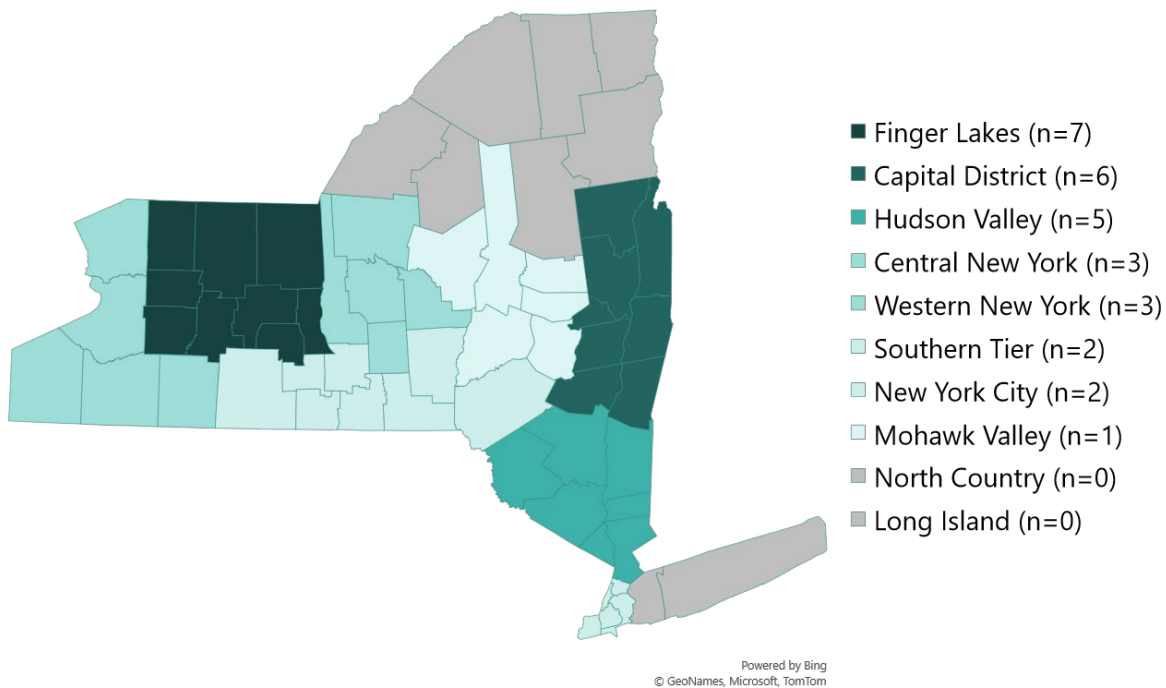 Finger Lakes (n=7)
Capital District (n=6)
Hudson Valley (n=5)
Central New York (n=3)
Western New York (n=3)
Southern Tier (n=2)
New York City (n=2)
Mohawk Valley (n=1)
North Country (n=0)
Long Island (n=0)
Powered by Bing
© GeoNames, Microsoft, TomTom